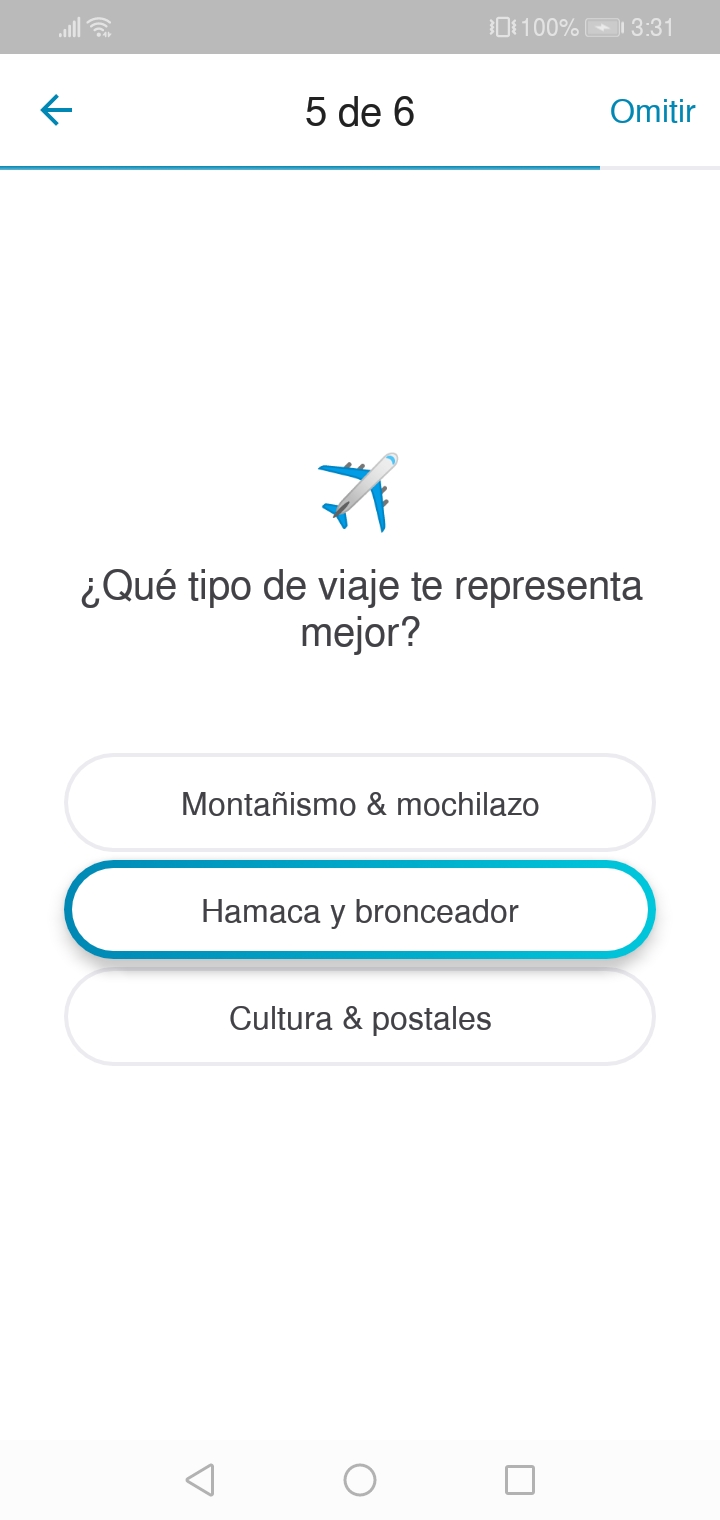 100% 3:31
5 de 6
Omitir
¿Qué tipo de viaje te representa
mejor?
Montañismo & mochilazo
Hamaca y bronceador
Cultura & postales